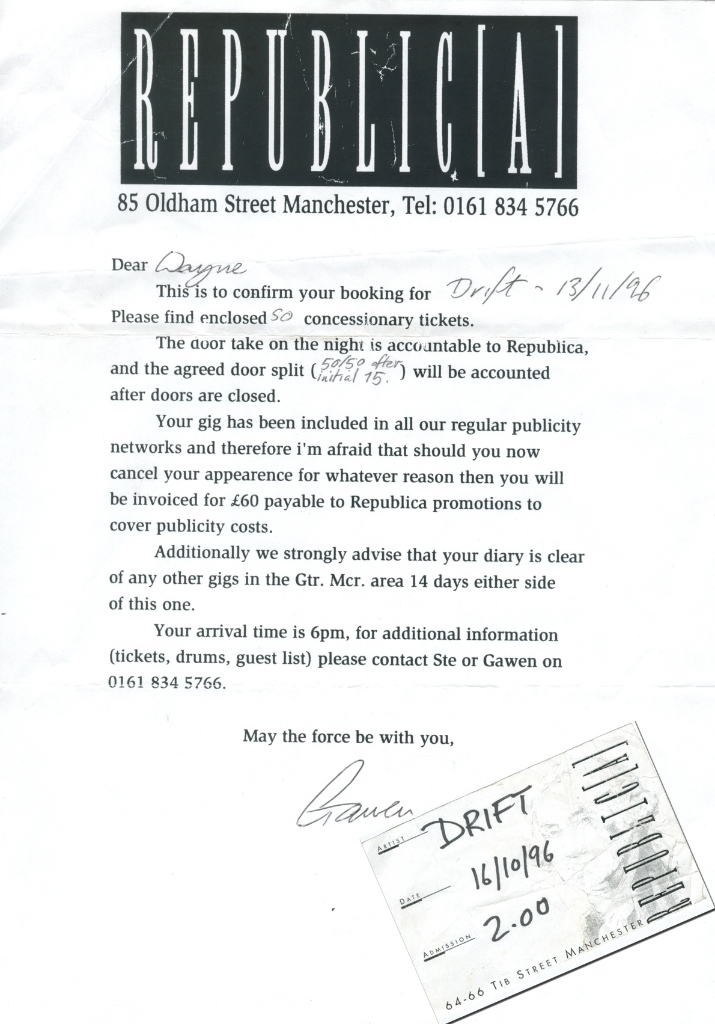 REPUBLIC[A]
85 Oldham Street Manchester, Tel: 0161 834 5766
Dear Wayne
This is to confirm your booking for Drift - 13/11/96
Please find enclosed 50 concessionary tickets.
The door take on the night is accountable to Republica,
and the agreed door split (50/50 after initial 15.) will be accounted
after doors are closed.
Your gig has been included in all our regular publicity
networks and therefore i'm afraid that should you now
cancel your appearence for whatever reason then you will
be invoiced for £60 payable to Republica promotions to
cover publicity costs.
Additionally we strongly advise that your diary is clear
of any other gigs in the Gtr. Mcr. area 14 days either side
of this one.
Your arrival time is 6pm, for additional information
(tickets, drums, guest list) please contact Ste or Gawen on
0161 834 5766.
May the force be with you,
Gawen
ARTIST DRIFT
DATE 16/10/96
ADMISSION 2.00
64-66 TIB STREET MANCHESTER
REPUBLIC[A]